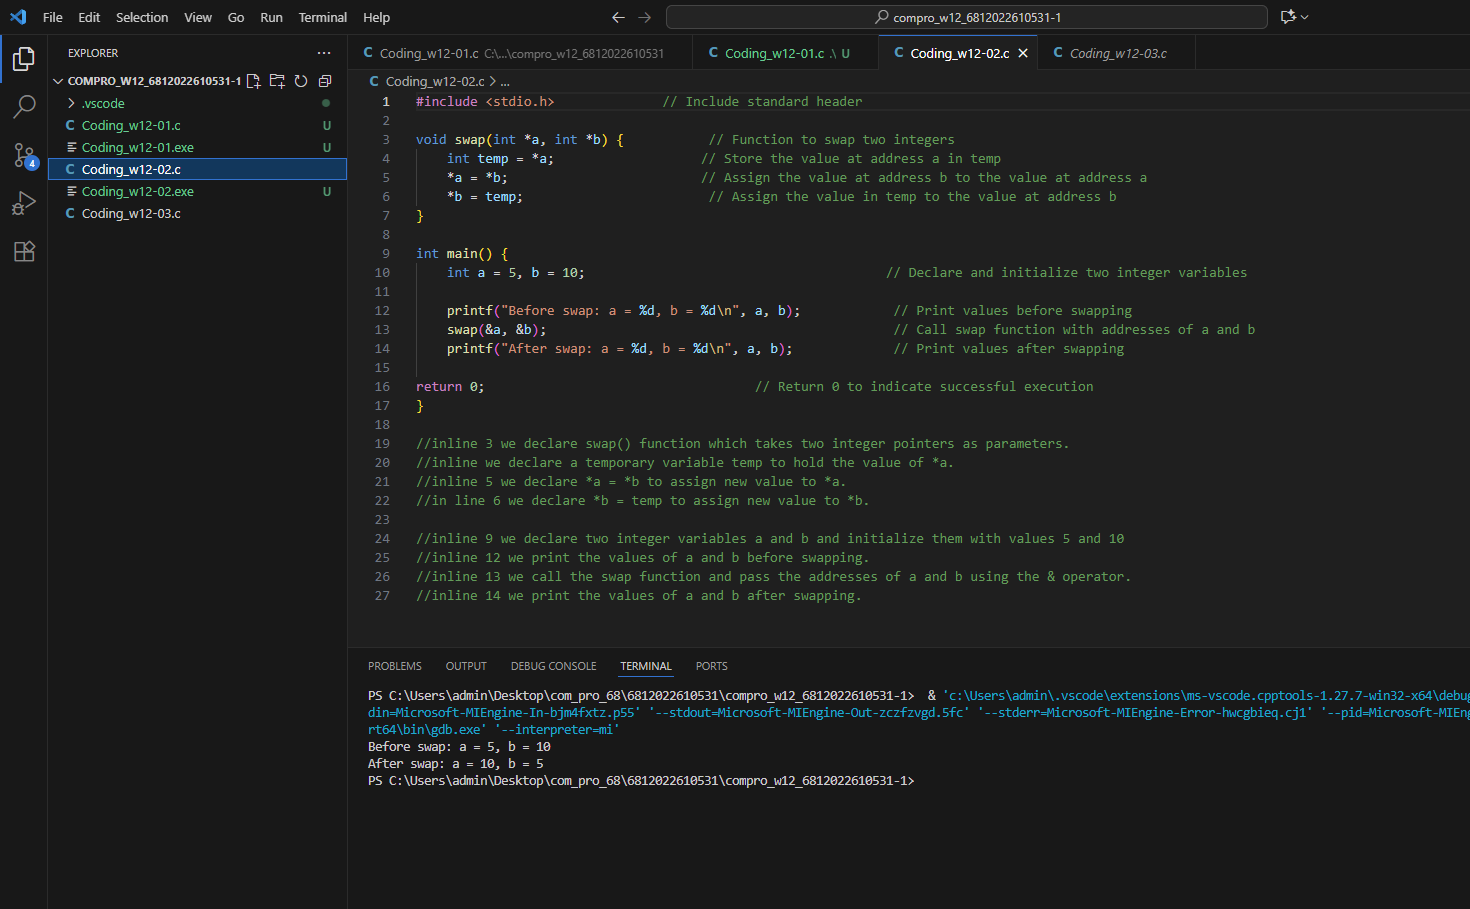 File Edit Selection View Go Run Terminal Help
compro_w12_6812022610531-1
EXPLORER
COMPRO_W12_6812022610531-1
.vscode
C Coding_w12-01.c U
Coding_w12-01.exe U
C Coding_w12-02.c
Coding_w12-02.exe U
C Coding_w12-03.c
4
C Coding_w12-01.c C:\...\compro_w12_6812022610531
C Coding_w12-01.c .\ U
C Coding_w12-02.c
C Coding_w12-03.c
C Coding_w12-02.c > ...
1 #include <stdio.h> // Include standard header
2
3 void swap(int *a, int *b) { // Function to swap two integers
4 int temp = *a; // Store the value at address a in temp
5 *a = *b; // Assign the value at address b to the value at address a
6 *b = temp; // Assign the value in temp to the value at address b
7 }
8
9 int main() {
10 int a = 5, b = 10; // Declare and initialize two integer variables
11
12 printf("Before swap: a = %d, b = %d\n", a, b); // Print values before swapping
13 swap(&a, &b); // Call swap function with addresses of a and b
14 printf("After swap: a = %d, b = %d\n", a, b); // Print values after swapping
15
16 return 0; // Return 0 to indicate successful execution
17 }
18
19 //inline 3 we declare swap() function which takes two integer pointers as parameters.
20 //inline we declare a temporary variable temp to hold the value of *a.
21 //inline 5 we declare *a = *b to assign new value to *a.
22 //in line 6 we declare *b = temp to assign new value to *b.
23
24 //inline 9 we declare two integer variables a and b and initialize them with values 5 and 10
25 //inline 12 we print the values of a and b before swapping.
26 //inline 13 we call the swap function and pass the addresses of a and b using the & operator.
27 //inline 14 we print the values of a and b after swapping.
PROBLEMS OUTPUT DEBUG CONSOLE TERMINAL PORTS
PS C:\Users\admin\Desktop\com_pro_68\6812022610531\compro_w12_6812022610531-1> & 'c:\Users\admin\.vscode\extensions\ms-vscode.cpptools-1.27.7-win32-x64\debug
din=Microsoft-MIEngine-In-bjm4fxtz.p55' '--stdout=Microsoft-MIEngine-Out-zczfzvgd.5fc' '--stderr=Microsoft-MIEngine-Error-hwcgbieq.cj1' '--pid=Microsoft-MIEng
rt64\bin\gdb.exe' '--interpreter=mi'
Before swap: a = 5, b = 10
After swap: a = 10, b = 5
PS C:\Users\admin\Desktop\com_pro_68\6812022610531\compro_w12_6812022610531-1>